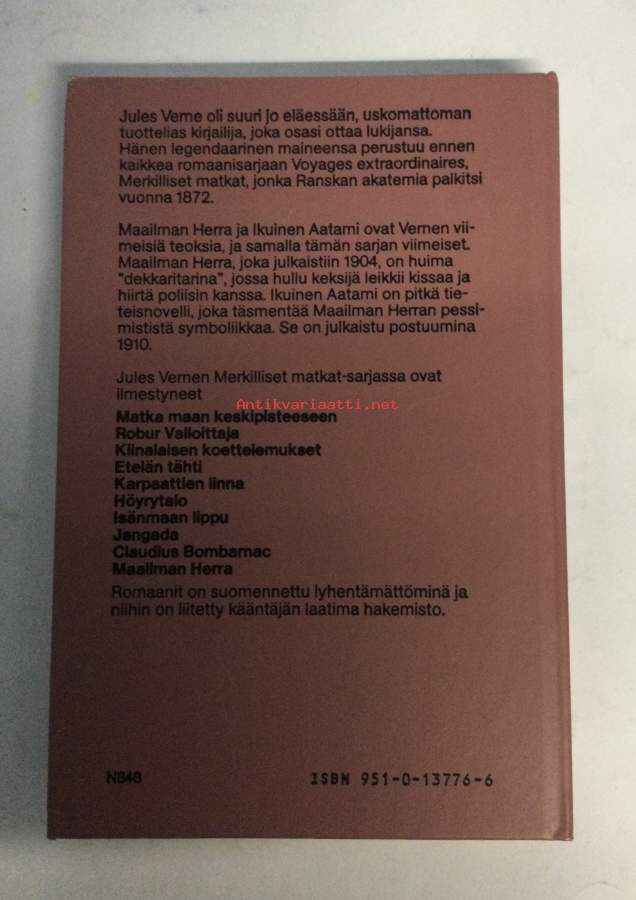 Jules Verne oli suuri jo eläessään, uskomattoman
tuottelias kirjailija, joka osasi ottaa lukijansa.
Hänen legendaarinen maineensa perustuu ennen
kaikkea romaanisarjaan Voyages extraordinaires,
Merkilliset matkat, jonka Ranskan akatemia palkitsi
vuonna 1872.
Maailman Herra ja Ikuinen Aatami ovat Vernen vii-
meisiä teoksia, ja samalla tämän sarjan viimeiset.
Maailman Herra, joka julkaistiin 1904, on huima
"dekkaritarina", jossa hullu keksijä leikkii kissaa ja
hiirtä poliisin kanssa. Ikuinen Aatami on pitkä tie-
teisnovelli, joka täsmentää Maailman Herran pessi-
mististä symboliikkaa. Se on julkaistu postuumina
1910.
Jules Vernen Merkilliset matkat-sarjassa ovat
ilmestyneet
Antikvariaatti.net
Matka maan keskipisteeseen
Robur Valloittaja
Kiinalaisen koettelemukset
Etelän tähti
Karpaattien linna
Höyrytalo
Isänmaan lippu
Jangada
Claudius Bombarnac
Maailman Herra
Romaanit on suomennettu lyhentämättöminä ja
niihin on liitetty kääntäjän laatima hakemisto.
N848
ISBN 951-0-13776-6